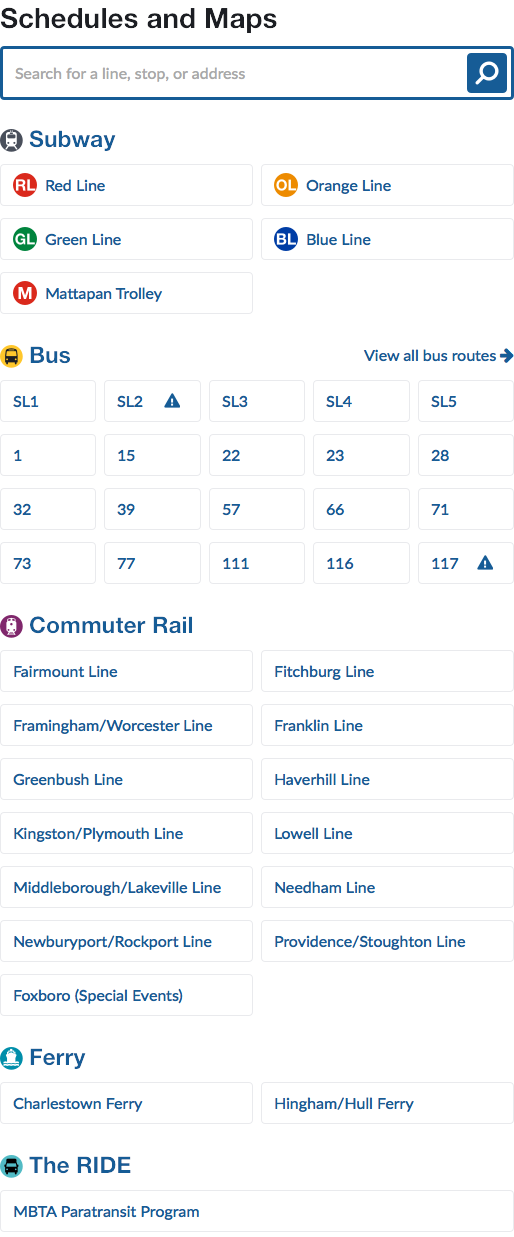 Schedules and Maps
Search for a line, stop, or address
Subway
RL Red Line
OL Orange Line
GL Green Line
BL Blue Line
M Mattapan Trolley
Bus
View all bus routes
SL1 SL2 SL3 SL4 SL5
1 15 22 23 28
32 39 57 66 71
73 77 111 116 117
Commuter Rail
Fairmount Line
Fitchburg Line
Framingham/Worcester Line
Franklin Line
Greenbush Line
Haverhill Line
Kingston/Plymouth Line
Lowell Line
Middleborough/Lakeville Line
Needham Line
Newburyport/Rockport Line
Providence/Stoughton Line
Foxboro (Special Events)
Ferry
Charlestown Ferry
Hingham/Hull Ferry
The RIDE
MBTA Paratransit Program